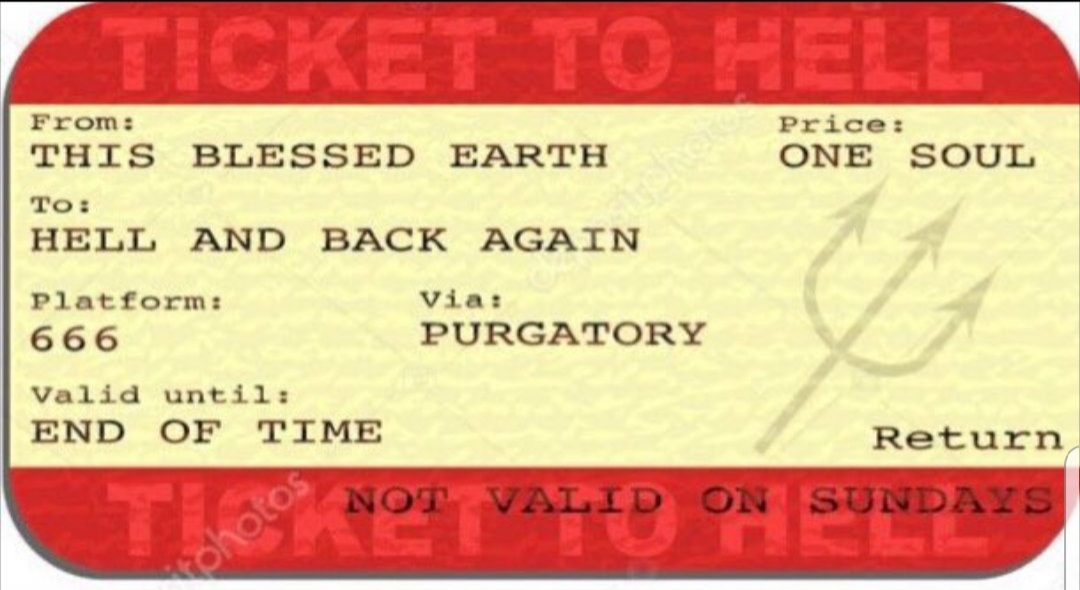 TICKET TO HELL
From:
THIS BLESSED EARTH
Price:
ONE SOUL
To:
HELL AND BACK AGAIN
Platform:
666
Via:
PURGATORY
Valid until:
END OF TIME
Return
NOT VALID ON SUNDAYS
TICKET TO HELL